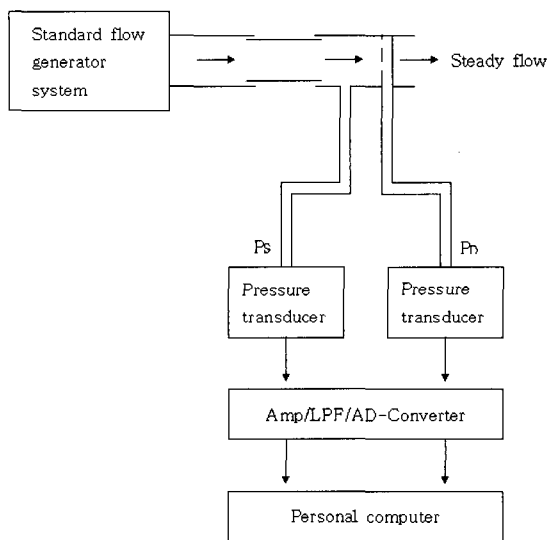 Standard flow
generator
system
Steady flow
Ps
Pn
Pressure
transducer
Pressure
transducer
Amp/LPF/AD-Converter
Personal computer